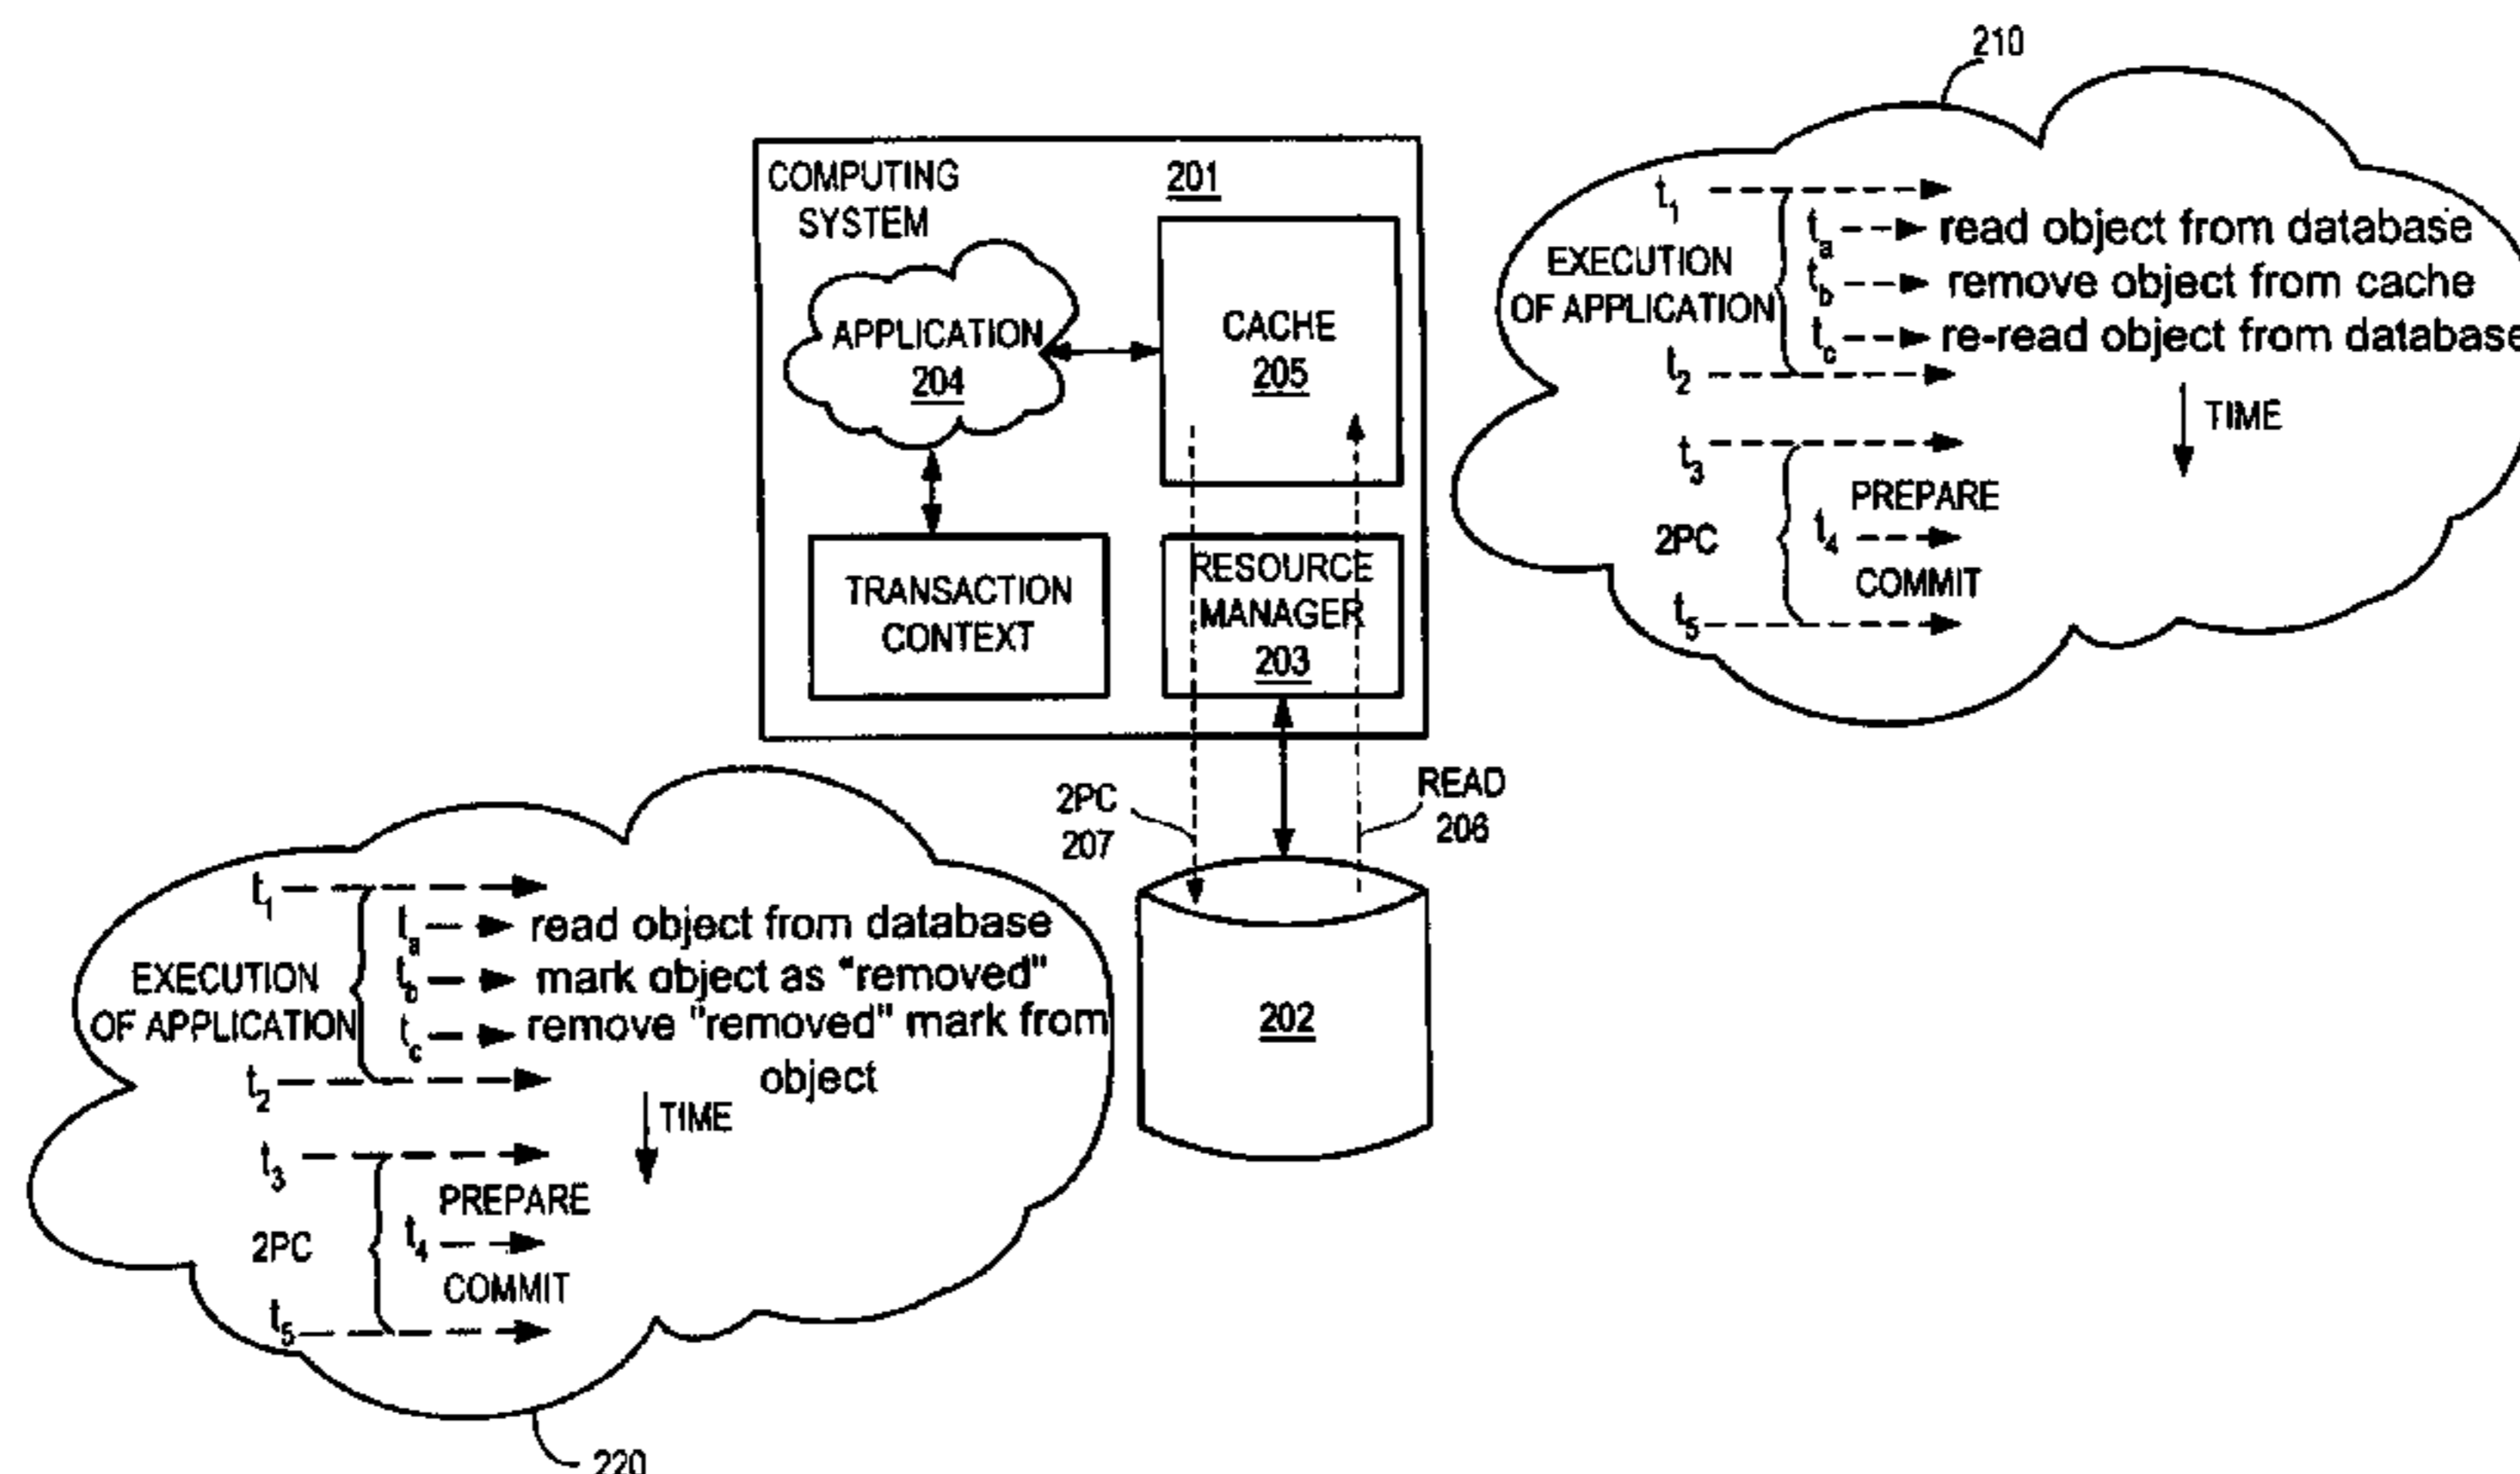 210
COMPUTING
SYSTEM
201
APPLICATION
204
CACHE
205
TRANSACTION
CONTEXT
RESOURCE
MANAGER
203
2PC
207
READ
206
202
t1
ta read object from database
EXECUTION
OF APPLICATION
tb remove object from cache
tc re-read object from database
t2
TIME
t3
PREPARE
2PC
t4
COMMIT
t5
t1
ta read object from database
EXECUTION
OF APPLICATION
tb mark object as "removed"
tc remove "removed" mark from
object
t2
TIME
t3
PREPARE
2PC
t4
COMMIT
t5
220